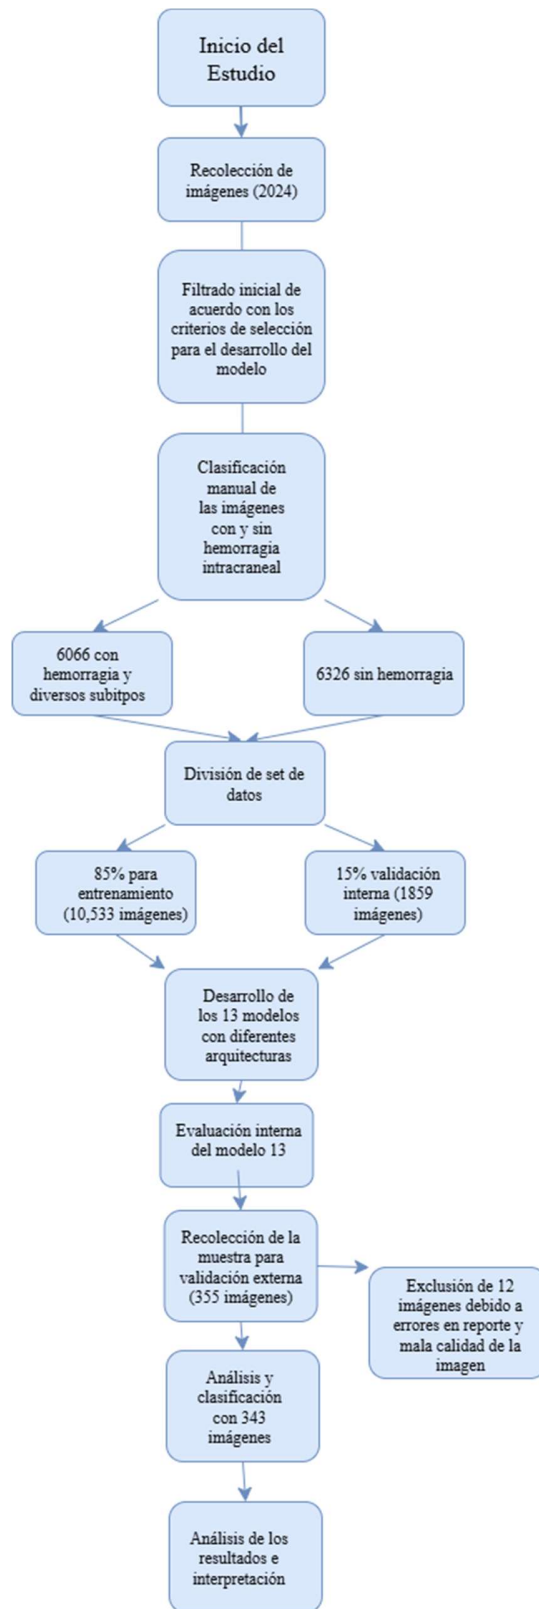 Inicio del
Estudio
Recolección de
imágenes (2024)
Filtrado inicial de
acuerdo con los
criterios de selección
para el desarrollo del
modelo
Clasificación
manual de
las imágenes
con y sin
hemorragia
intracraneal
6066 con
hemorragia y
diversos subitpos
6326 sin hemorragia
División de set de
datos
85% para
entrenamiento
(10,533 imágenes)
15% validación
interna (1859
imágenes)
Desarrollo de
los 13 modelos
con diferentes
arquitecturas
Evaluación interna
del modelo 13
Recolección de la
muestra para
validación externa
(355 imágenes)
Exclusión de 12
imágenes debido a
errores en reporte y
mala calidad de la
imagen
Análisis y
clasificación
con 343
imágenes
Análisis de los
resultados e
interpretación